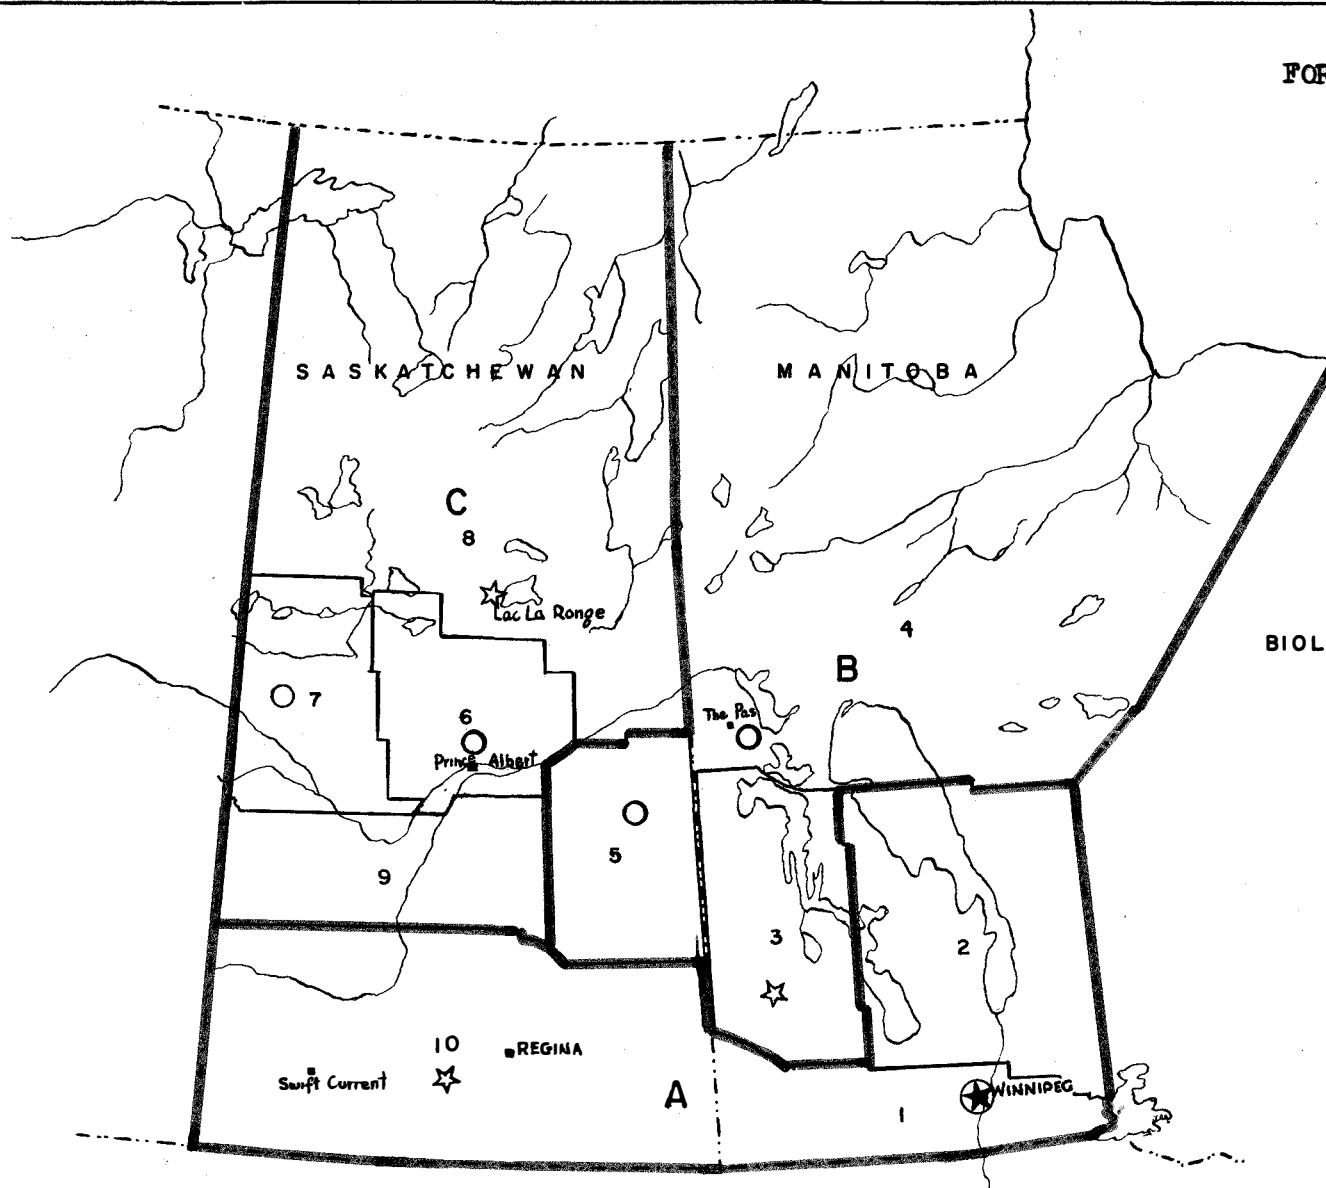 FOR
SASKATCHEWAN
MANITOBA
C
8
Lac La Ronge
4
BIOL
B
7
6
The Pas
Prince Albert
5
9
3
2
10
REGINA
Swift Current
A
WINNIPEG
1